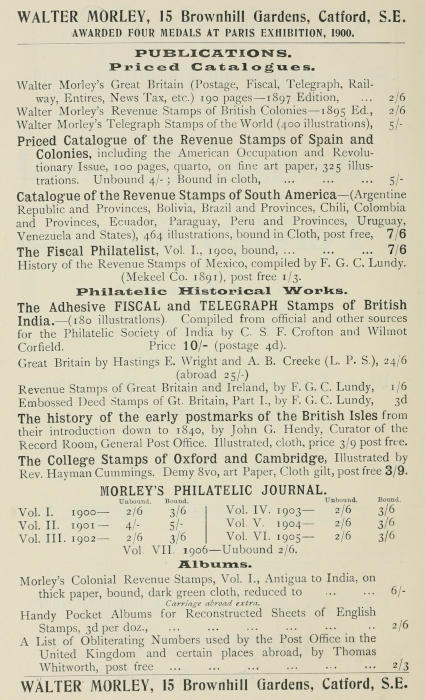 WALTER MORLEY, 15 Brownhill Gardens, Catford, S.E.
AWARDED FOUR MEDALS AT PARIS EXHIBITION, 1900.
PUBLICATIONS.
Priced Catalogues.
Walter Morley's Great Britain (Postage, Fiscal, Telegraph, Rail-
way, Entires, News Tax, etc.) 190 pages—1897 Edition, ... 2/6
Walter Morley's Revenue Stamps of British Colonies—1895 Ed., 2/6
Walter Morley's Telegraph Stamps of the World (400 illustrations), 5/-
Priced Catalogue of the Revenue Stamps of Spain and
Colonies, including the American Occupation and Revolu-
tionary Issue, 100 pages, quarto, on fine art paper, 325 illus-
trations. Unbound 4/- ; Bound in cloth, ... ... ... 5/-
Catalogue of the Revenue Stamps of South America—(Argentine
Republic and Provinces, Bolivia, Brazil and Provinces, Chili, Colombia
and Provinces, Ecuador, Paraguay, Peru and Provinces, Uruguay,
Venezuela and States), 464 illustrations, bound in Cloth, post free, 7/6
The Fiscal Philatelist, Vol. I., 1900, bound, ... ... ... 7/6
History of the Revenue Stamps of Mexico, compiled by F. G. C. Lundy.
(Mekeel Co. 1891), post free 1/3.
Philatelic Historical Works.
The Adhesive FISCAL and TELEGRAPH Stamps of British
India.—(180 illustrations). Compiled from official and other sources
for the Philatelic Society of India by C. S. F. Crofton and Wilmot
Corfield. Price 10/- (postage 4d).
Great Britain by Hastings E. Wright and A. B. Creeke (L. P. S.), 24/6
(abroad 25/-)
Revenue Stamps of Great Britain and Ireland, by F. G. C. Lundy, 1/6
Embossed Deed Stamps of Gt. Britain, Part I., by F. G. C. Lundy, 3d
The history of the early postmarks of the British Isles from
their introduction down to 1840, by John G. Hendy, Curator of the
Record Room, General Post Office. Illustrated, cloth, price 3/9 post free.
The College Stamps of Oxford and Cambridge, Illustrated by
Rev. Hayman Cummings. Demy 8vo, art Paper, Cloth gilt, post free 3/9.
MORLEY'S PHILATELIC JOURNAL.
Unbound. Bound. Unbound. Bound.
Vol. I. 1900— 2/6 3/6 Vol. IV. 1903— 2/6 3/6
Vol. II. 1901— 4/- 5/- Vol. V. 1904— 2/6 3/6
Vol. III. 1902— 2/6 3/6 Vol. VI. 1905— 2/6 3/6
Vol. VII. 1906—Unbound 2/6.
Albums.
Morley's Colonial Revenue Stamps, Vol. I., Antigua to India, on
thick paper, bound, dark green cloth, reduced to ... ... 6/-
Carriage abroad extra.
Handy Pocket Albums for Reconstructed Sheets of English
Stamps, 3d per doz., ... ... ... ... ... ... 2/6
A List of Obliterating Numbers used by the Post Office in the
United Kingdom and certain places abroad, by Thomas
Whitworth, post free ... ... ... ... ... ... 2/3
WALTER MORLEY, 15 Brownhill Gardens, Catford, S.E.